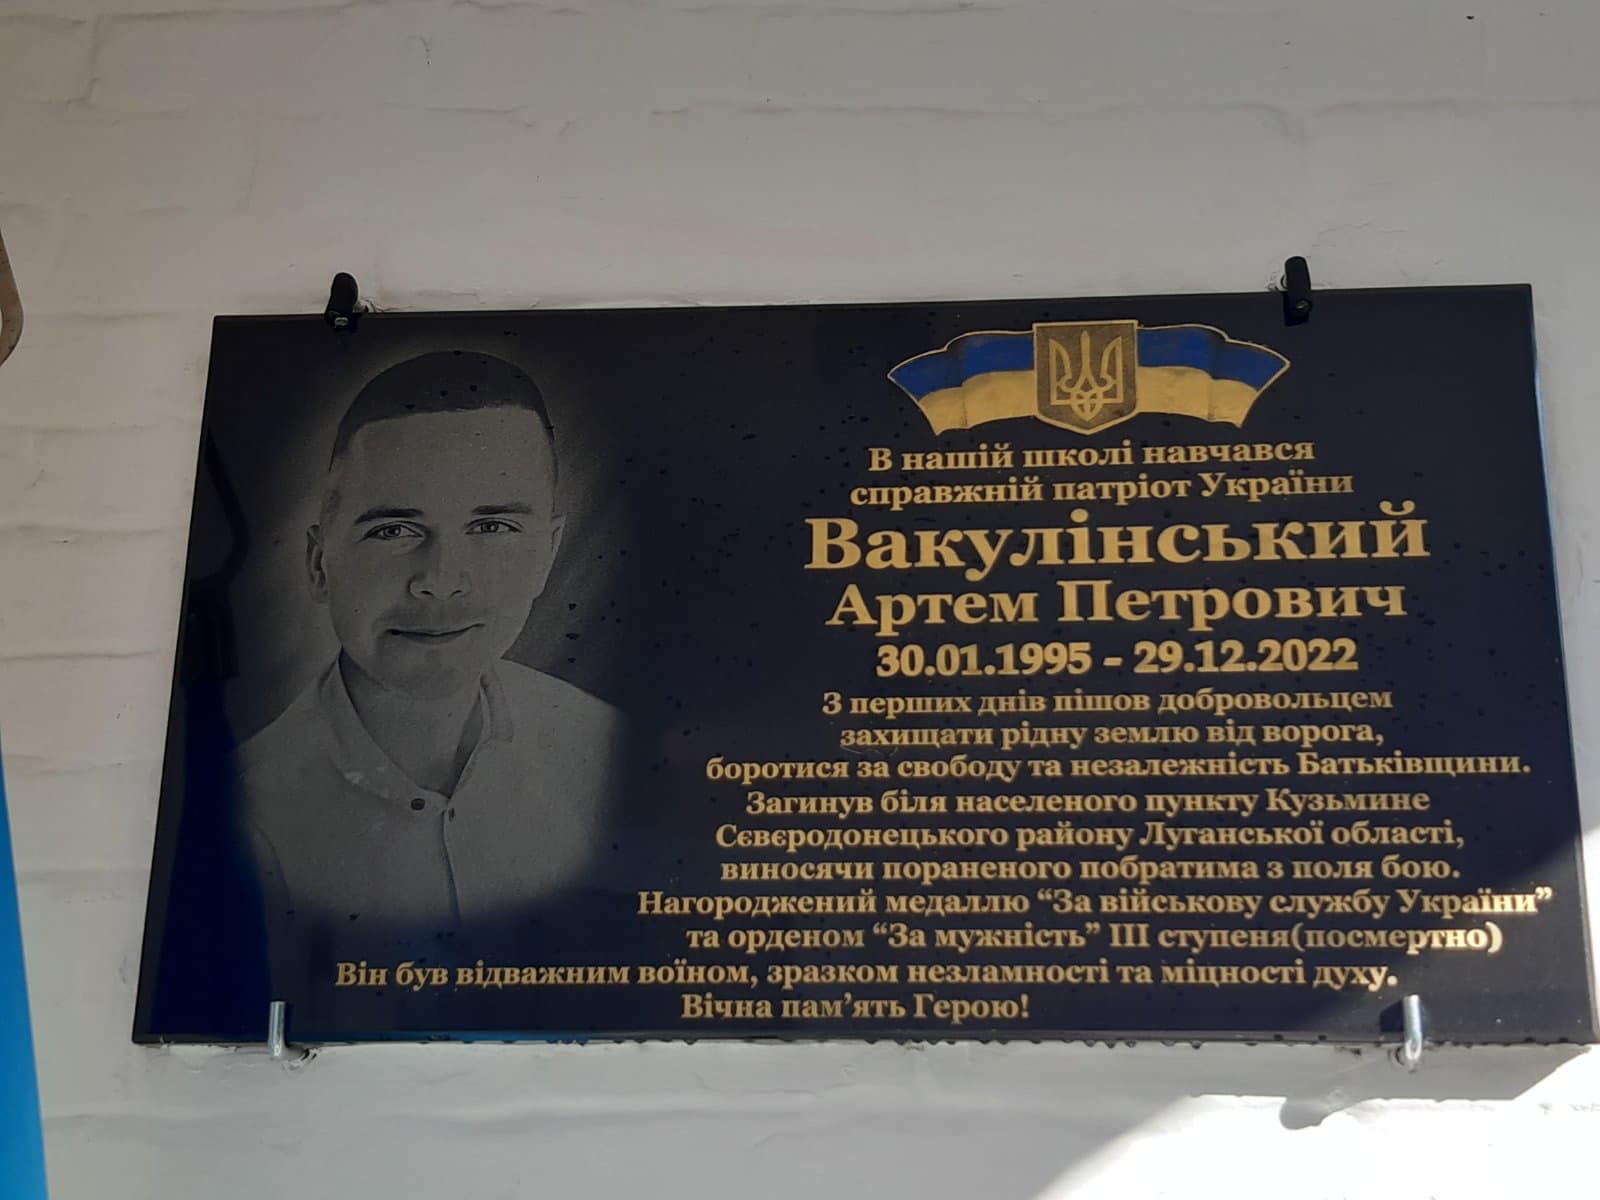 В нашій школі навчався
справжній патріот України
Вакулінський
Артем Петрович
30.01.1995 - 29.12.2022
З перших днів пішов добровольцем
захищати рідну землю від ворога,
боротися за свободу та незалежність Батьківщини.
Загинув біля населеного пункту Кузьмине
Сєвєродонецького району Луганської області,
виносячи пораненого побратима з поля бою.
Нагороджений медаллю “За військову службу України”
та орденом “За мужність” III ступеня(посмертно)
Він був відважним воїном, зразком незламності та міцності духу.
Вічна пам’ять Герою!